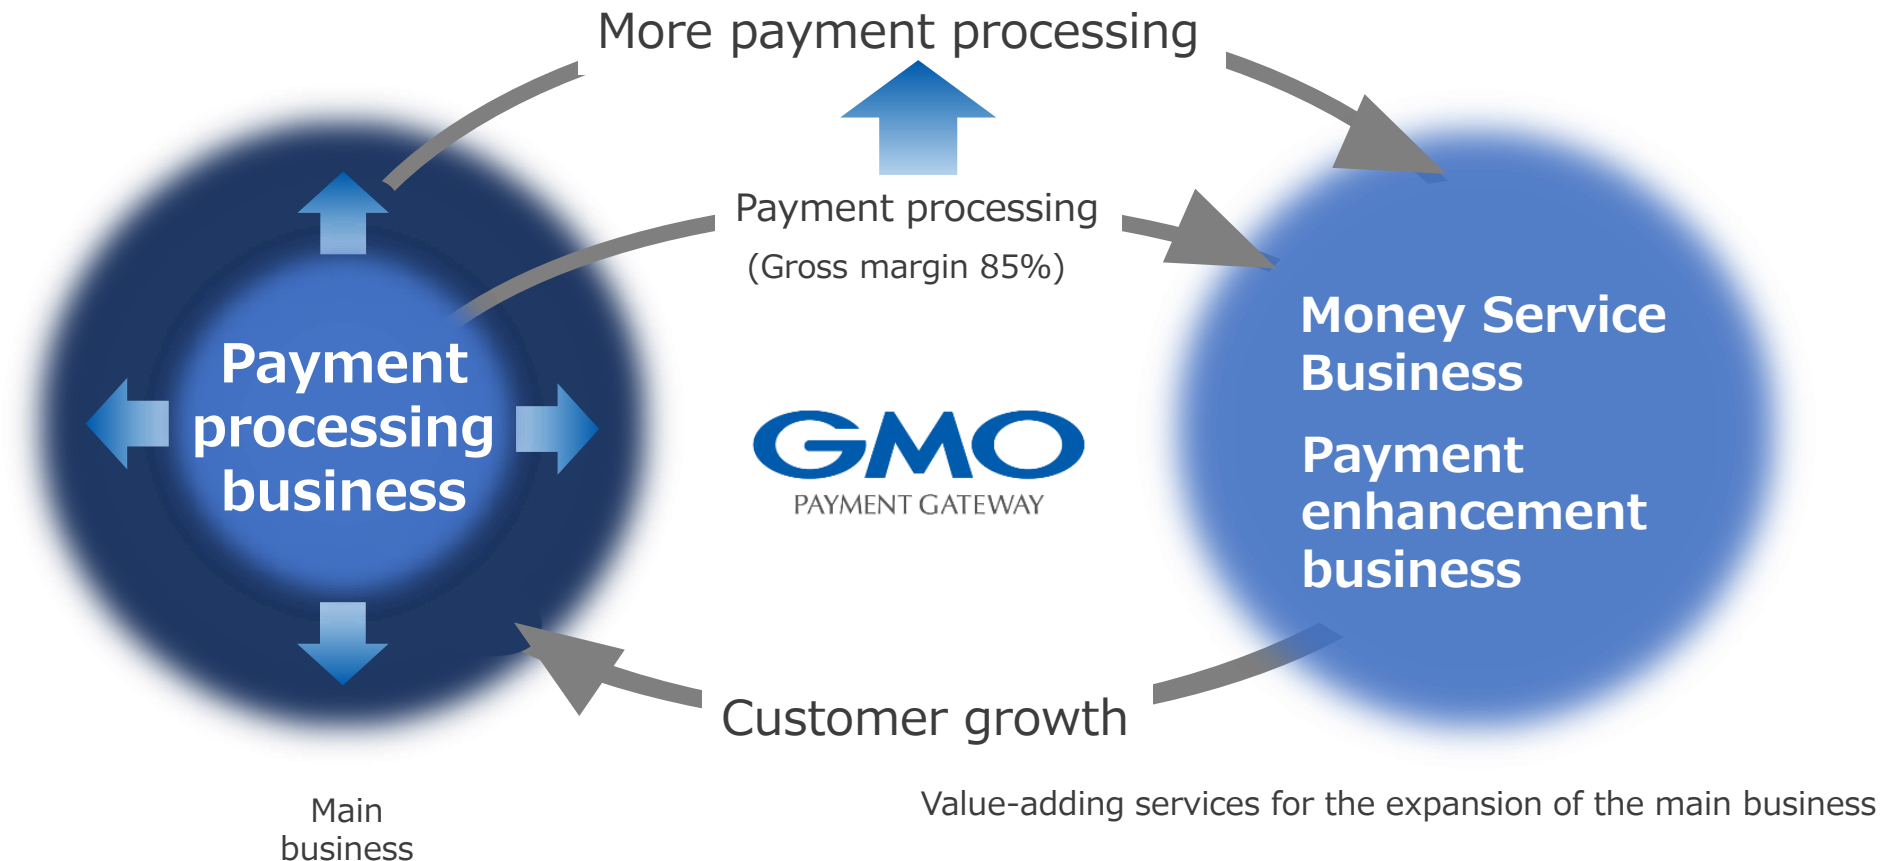 More payment processing
Payment processing
(Gross margin 85%)
Payment
processing
business
GMO
PAYMENT GATEWAY
Money Service
Business
Payment
enhancement
business
Customer growth
Main
business
Value-adding services for the expansion of the main business